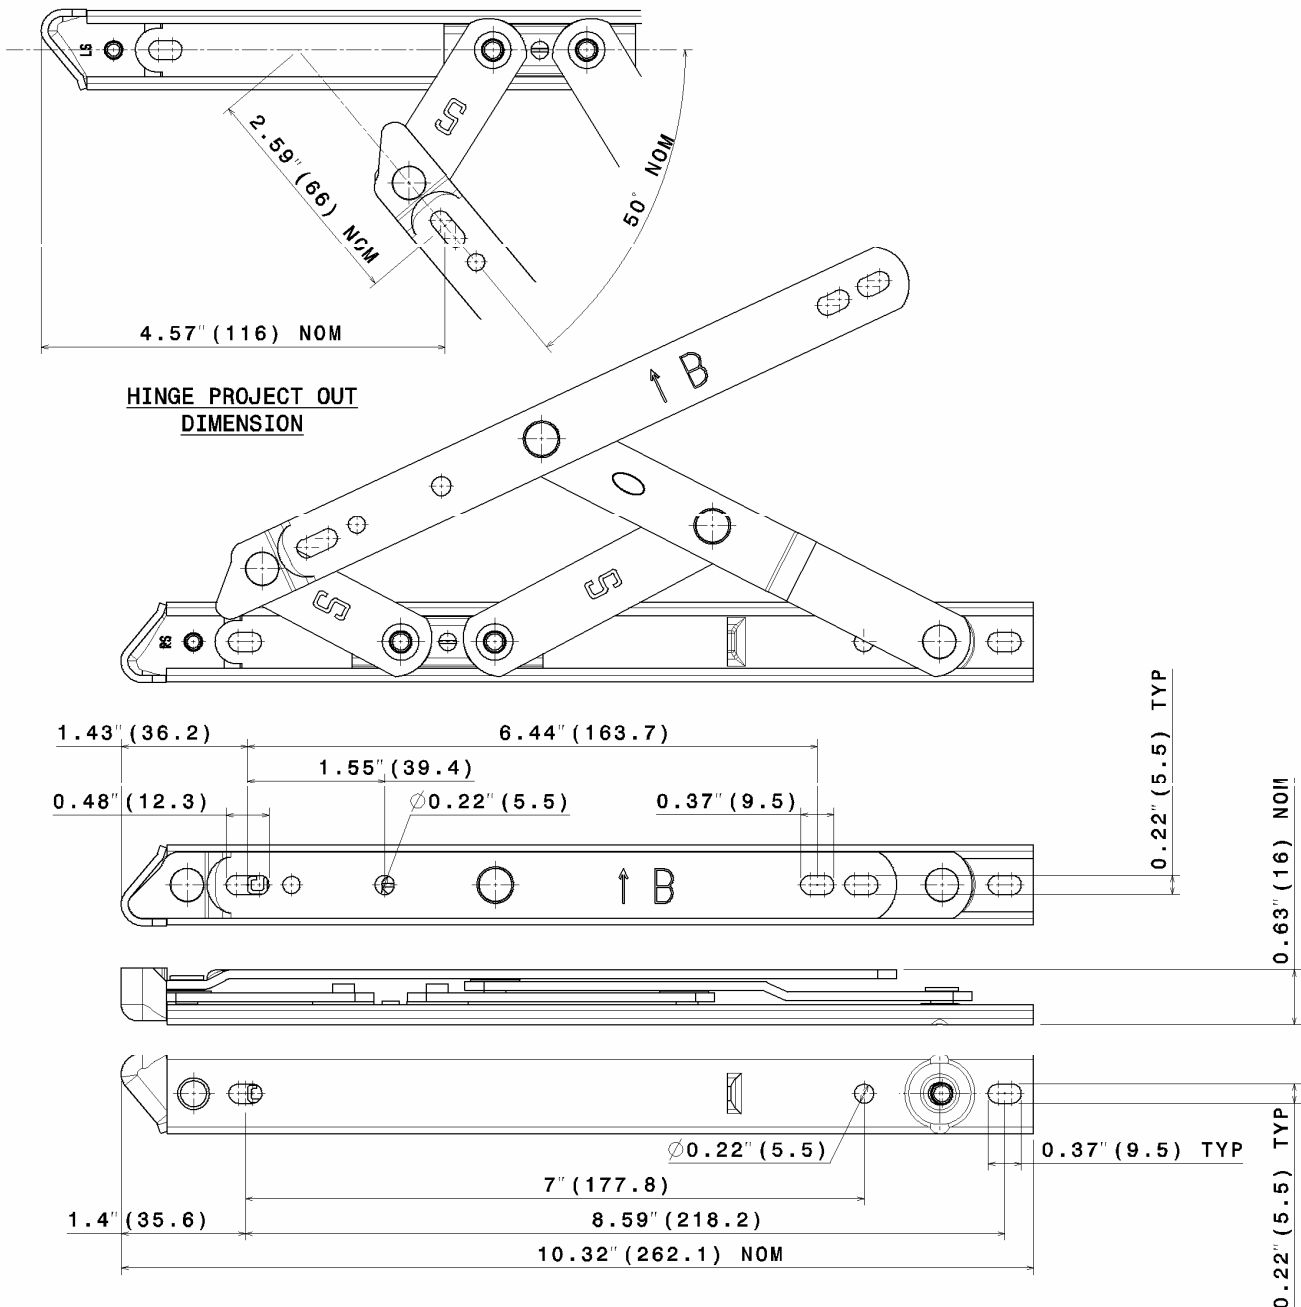 LS
S
2.59"(66) NOM
50° NOM
4.57"(116) NOM
HINGE PROJECT OUT
DIMENSION
B
S
S
RS
1.43"(36.2)
6.44"(163.7)
0.22"(5.5) TYP
1.55"(39.4)
0.48"(12.3)
Ø0.22"(5.5)
0.37"(9.5)
0.63"(16) NOM
B
Ø0.22"(5.5)
0.37"(9.5) TYP
0.22"(5.5) TYP
7"(177.8)
1.4"(35.6)
8.59"(218.2)
10.32"(262.1) NOM